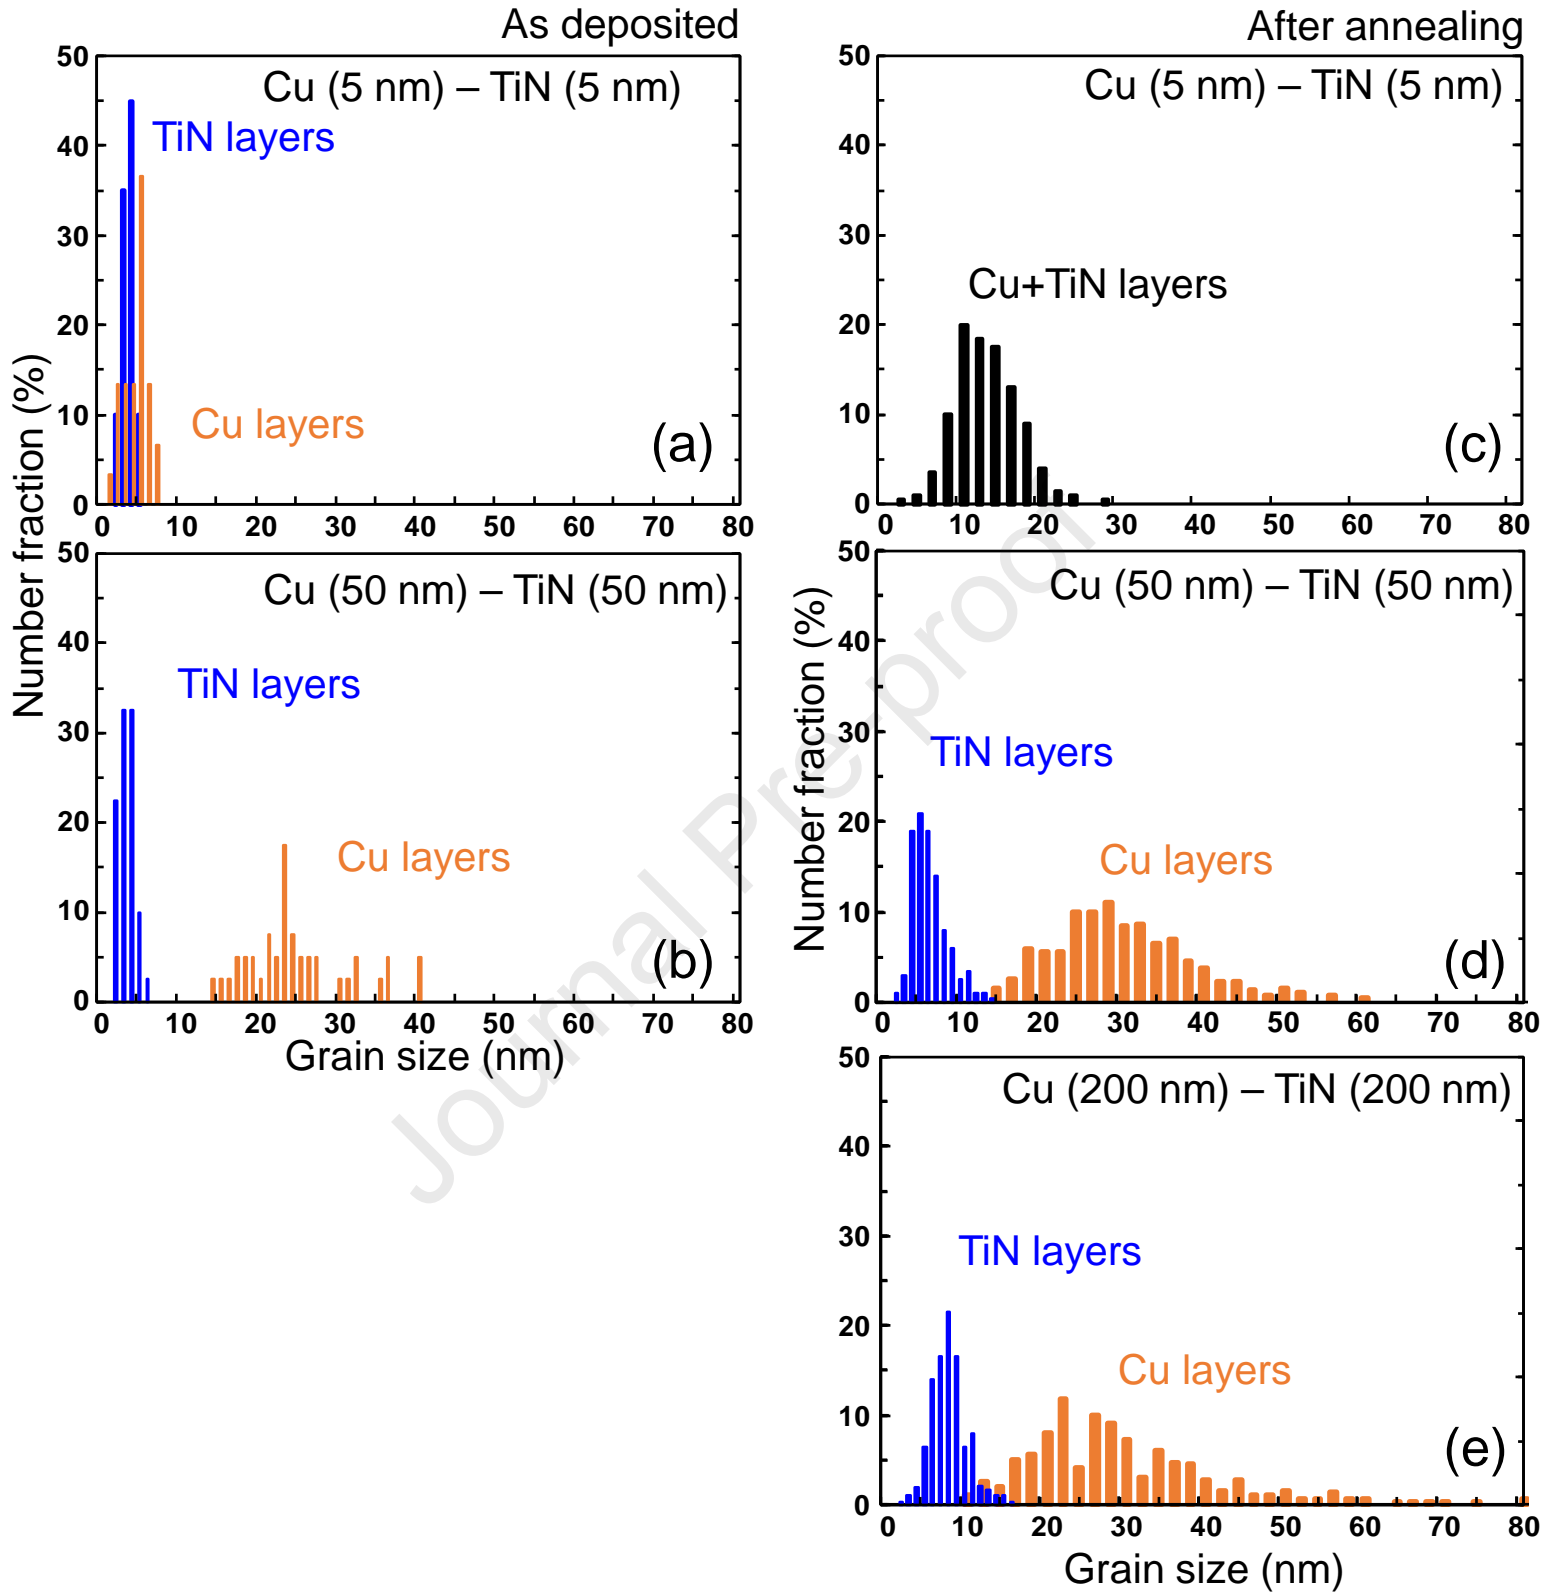 As deposited
After annealing
Number fraction (%)
50
40
30
20
10
0
Cu (5 nm) – TiN (5 nm)
TiN layers
Cu layers
(a)
0 10 20 30 40 50 60 70 80
50
40
30
20
10
0
Cu (5 nm) – TiN (5 nm)
Cu+TiN layers
(c)
0 10 20 30 40 50 60 70 80
50
40
30
20
10
0
Cu (50 nm) – TiN (50 nm)
TiN layers
Cu layers
(b)
0 10 20 30 40 50 60 70 80
Grain size (nm)
Number fraction (%)
50
40
30
20
10
0
Cu (50 nm) – TiN (50 nm)
TiN layers
Cu layers
(d)
0 10 20 30 40 50 60 70 80
50
40
30
20
10
0
Cu (200 nm) – TiN (200 nm)
TiN layers
Cu layers
(e)
0 10 20 30 40 50 60 70 80
Grain size (nm)
Journal Pre-proof